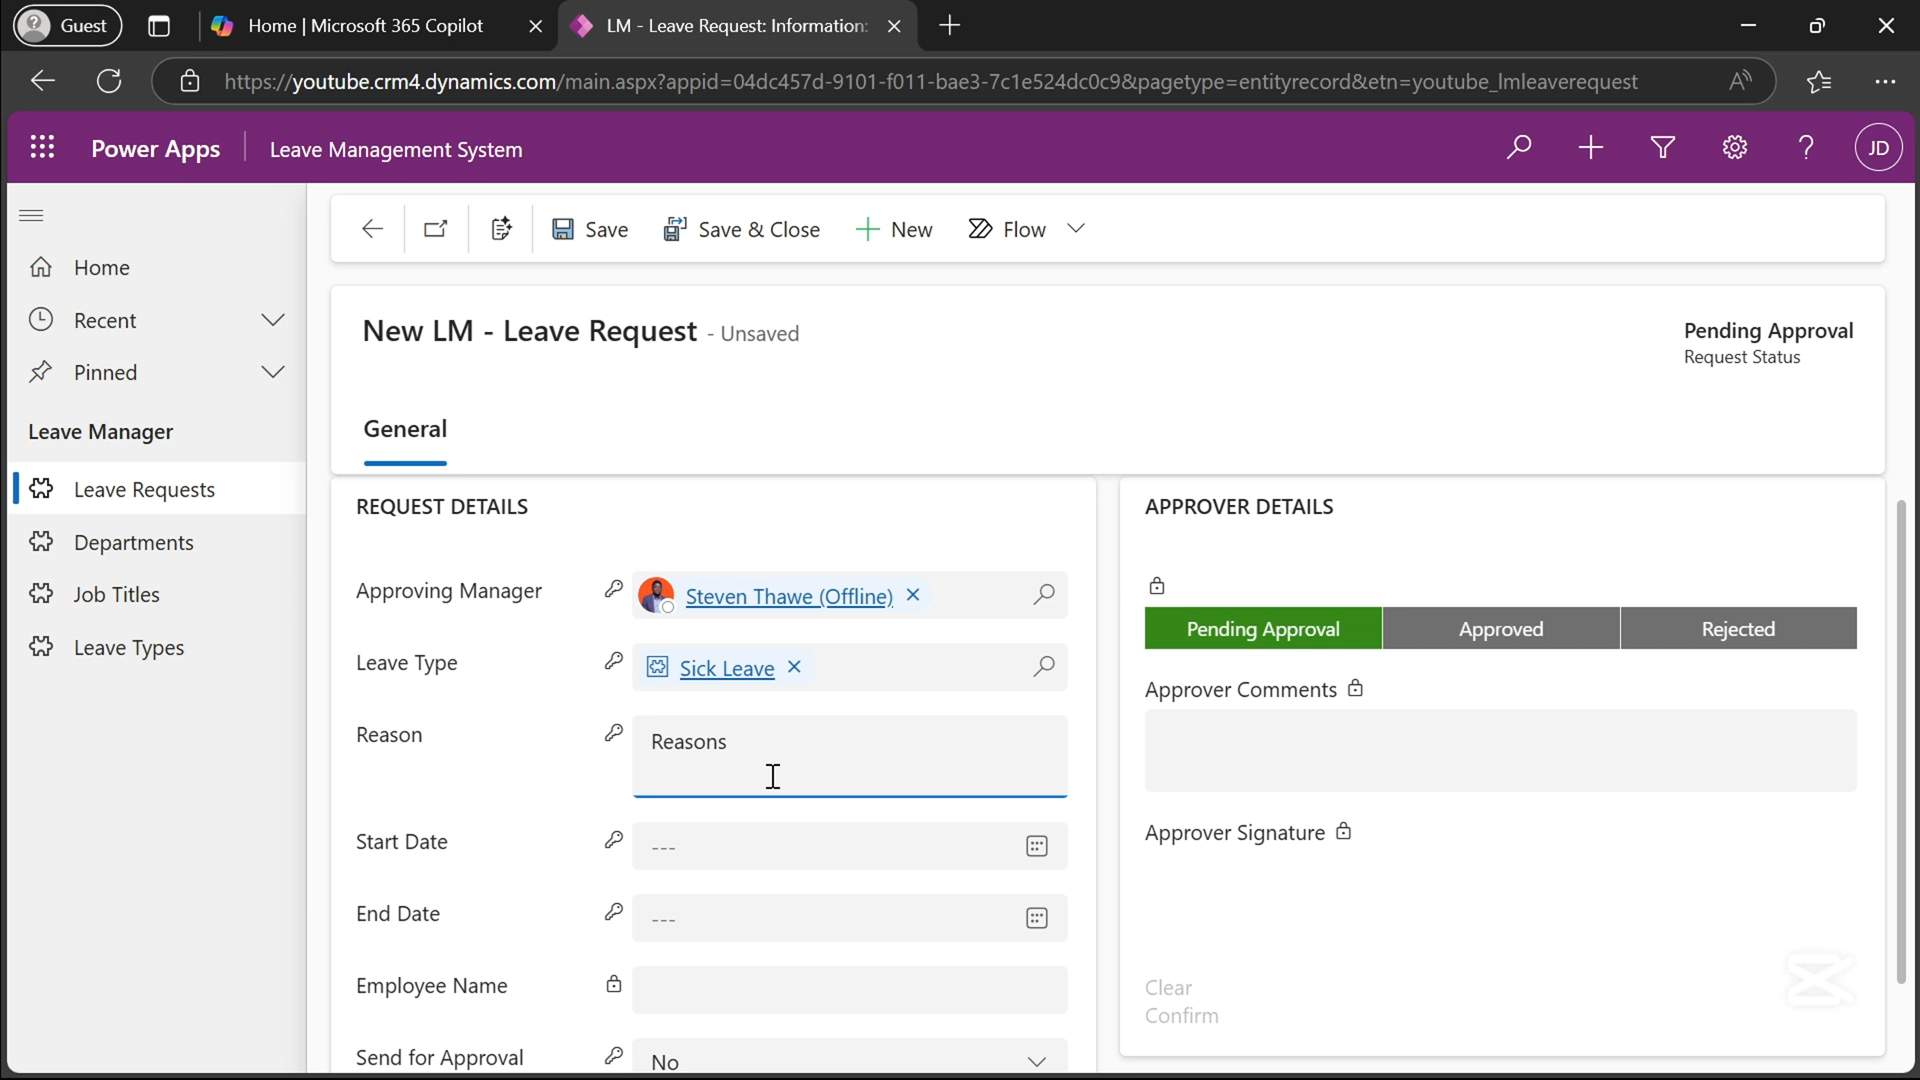 Guest
Home | Microsoft 365 Copilot
LM - Leave Request: Information:
https://youtube.crm4.dynamics.com/main.aspx?appid=04dc457d-9101-f011-bae3-7c1e524dc0c9&pagetype=entityrecord&etn=youtube_lmleaverequest
Power Apps
Leave Management System
JD
Home
Recent
Pinned
Leave Manager
Leave Requests
Departments
Job Titles
Leave Types
Save
Save & Close
New
Flow
New LM - Leave Request - Unsaved
Pending Approval
Request Status
General
REQUEST DETAILS
Approving Manager
Steven Thawe (Offline)
Leave Type
Sick Leave
Reason
Reasons
Start Date
---
End Date
---
Employee Name
Send for Approval
No
APPROVER DETAILS
Pending Approval
Approved
Rejected
Approver Comments
Approver Signature
Clear
Confirm